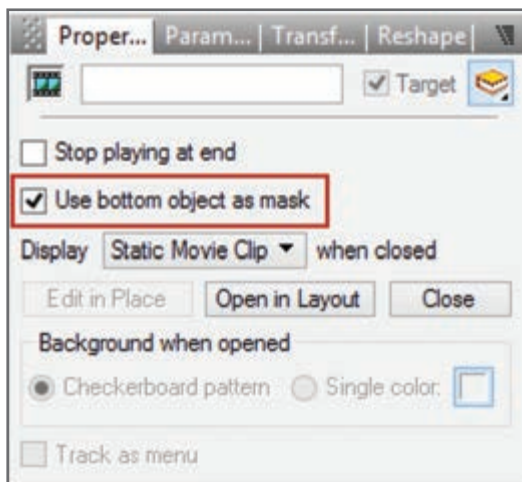 Proper... Param... Transf... Reshape
Target
Stop playing at end
Use bottom object as mask
Display Static Movie Clip when closed
Edit in Place Open in Layout Close
Background when opened
Checkerboard pattern Single color:
Track as menu